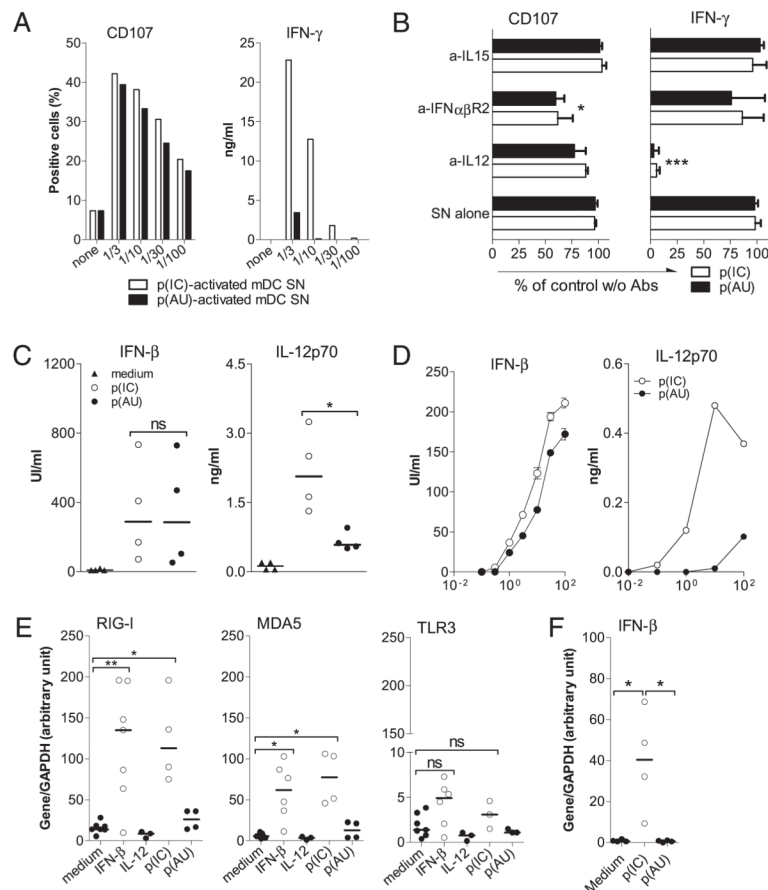 A
CD107
IFN-γ
Positive cells (%)
50
40
30
20
10
0
none
1/3
1/10
1/30
1/100
ng/ml
25
20
15
10
5
0
none
1/3
1/10
1/30
1/100
p(IC)-activated mDC SN
p(AU)-activated mDC SN
B
CD107
IFN-γ
a-IL15
a-IFNαβR2
*
a-IL12
***
SN alone
0 25 50 75 100
0 25 50 75 100
% of control w/o Abs
p(IC)
p(AU)
C
IFN-β
IL-12p70
medium
p(IC)
p(AU)
UI/ml
1200
800
400
0
ns
ng/ml
4.5
3.0
1.5
0.0
*
D
IFN-β
IL-12p70
UI/ml
250
200
150
100
50
0
10⁻² 10⁰ 10²
p(IC)
p(AU)
ng/ml
0.6
0.4
0.2
0.0
10⁻² 10⁰ 10²
E
RIG-I
MDA5
TLR3
Gene/GAPDH (arbitrary unit)
250
200
150
100
50
0
*
**
medium
IFN-β
IL-12
p(IC)
p(AU)
250
200
150
100
50
0
*
*
medium
IFN-β
IL-12
p(IC)
p(AU)
250
200
150
10
5
0
ns
ns
medium
IFN-β
IL-12
p(IC)
p(AU)
F
IFN-β
Gene/GAPDH (arbitrary unit)
100
80
60
40
20
0
* *
Medium
p(IC)
p(AU)